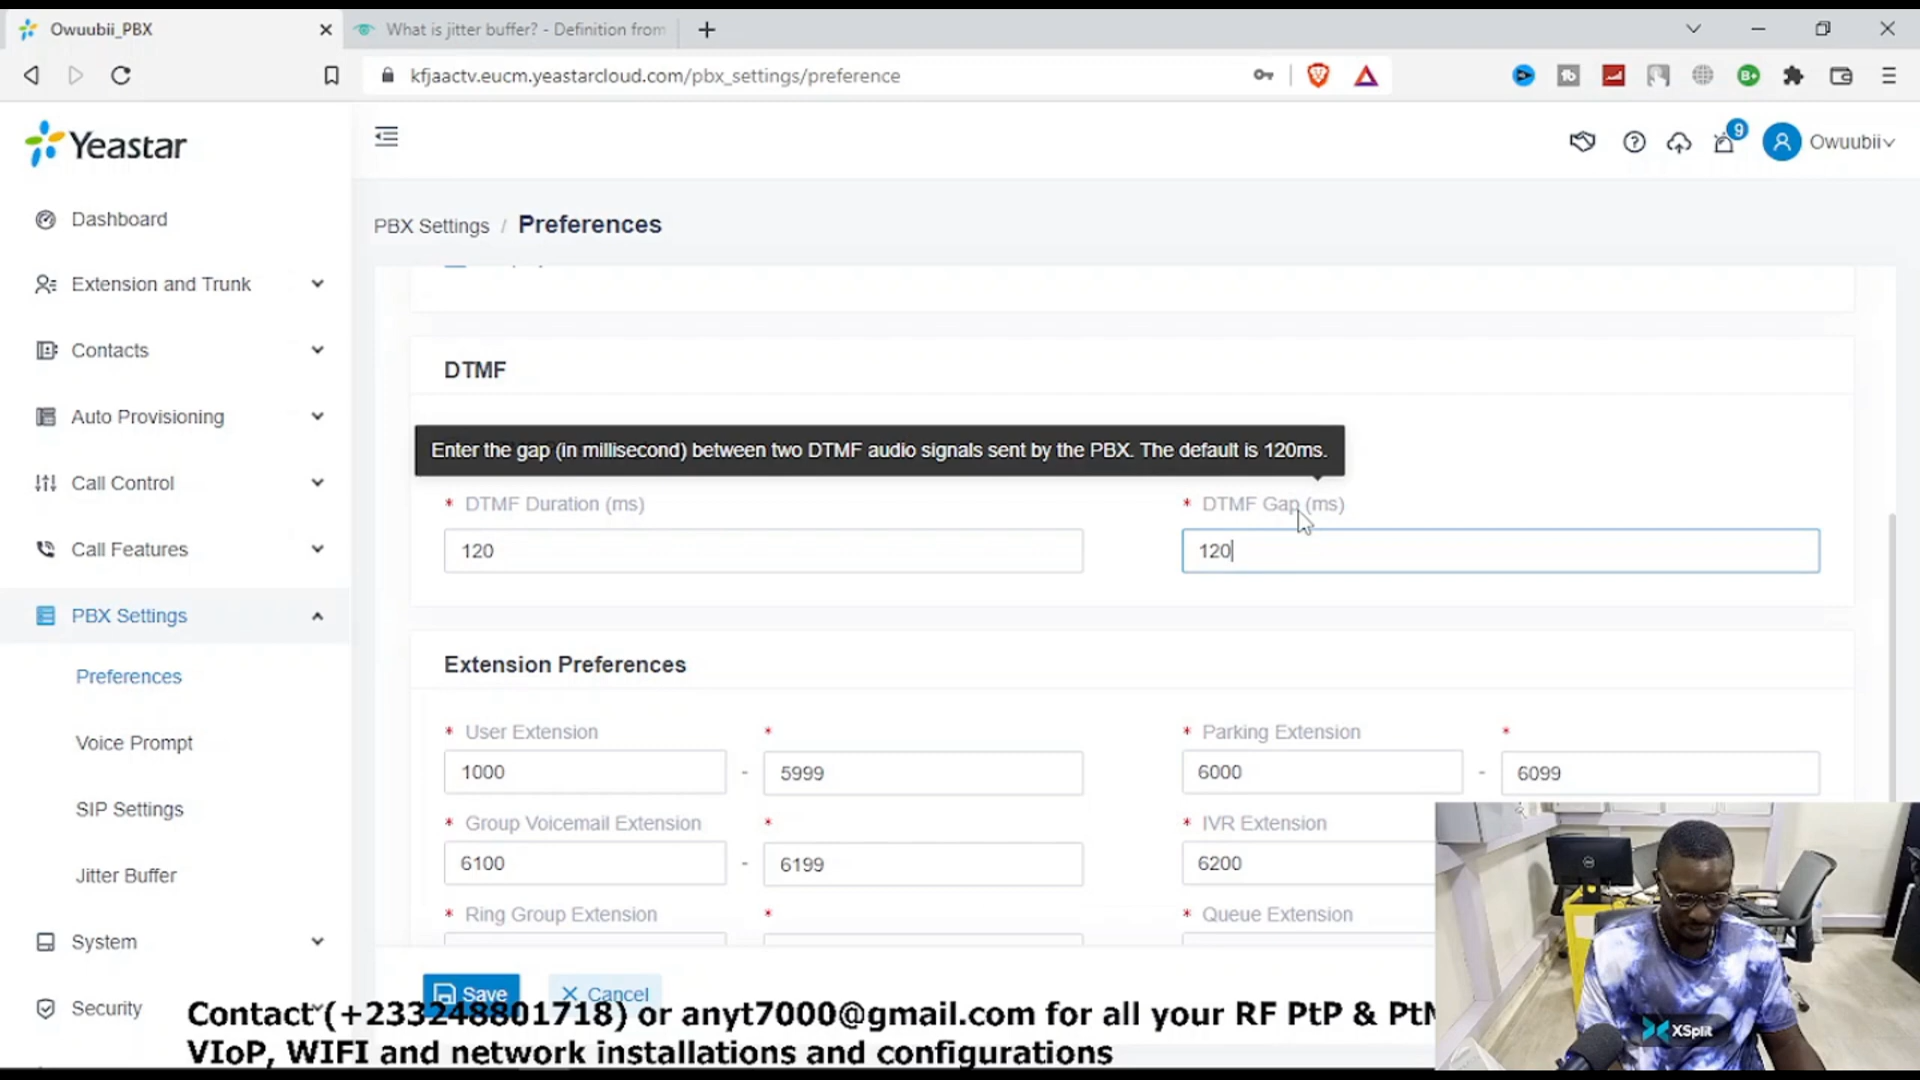 Owuubii_PBX
What is jitter buffer? - Definition from
kfjaactv.eucm.yeastarcloud.com/pbx_settings/preference
Yeastar
9
Owuubii
Dashboard
Extension and Trunk
Contacts
Auto Provisioning
Call Control
Call Features
PBX Settings
Preferences
Voice Prompt
SIP Settings
Jitter Buffer
System
Security
PBX Settings / Preferences
DTMF
Enter the gap (in millisecond) between two DTMF audio signals sent by the PBX. The default is 120ms.
* DTMF Duration (ms)
* DTMF Gap (ms)
120
120
Extension Preferences
* User Extension *
* Parking Extension *
1000 - 5999
6000 - 6099
* Group Voicemail Extension *
* IVR Extension
6100 - 6199
6200
* Ring Group Extension *
* Queue Extension
Save
Cancel
Contact (+233248801718) or anyt7000@gmail.com for all your RF PtP &
VIoP, WIFI and network installations and configurations
XSplit